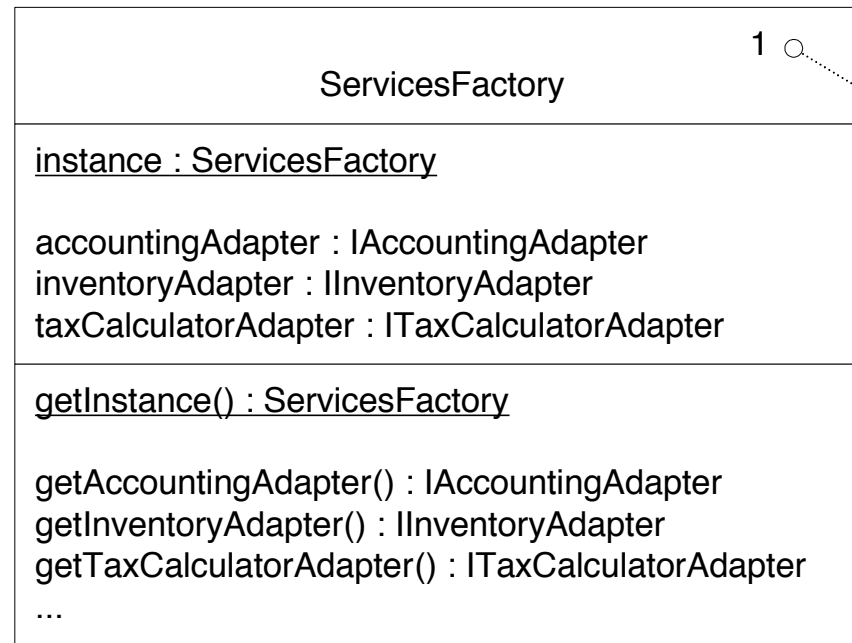 1
ServicesFactory
instance : ServicesFactory
accountingAdapter : IAccountingAdapter
inventoryAdapter : IInventoryAdapter
taxCalculatorAdapter : ITaxCalculatorAdapter
getInstance() : ServicesFactory
getAccountingAdapter() : IAccountingAdapter
getInventoryAdapter() : IInventoryAdapter
getTaxCalculatorAdapter() : ITaxCalculatorAdapter
...